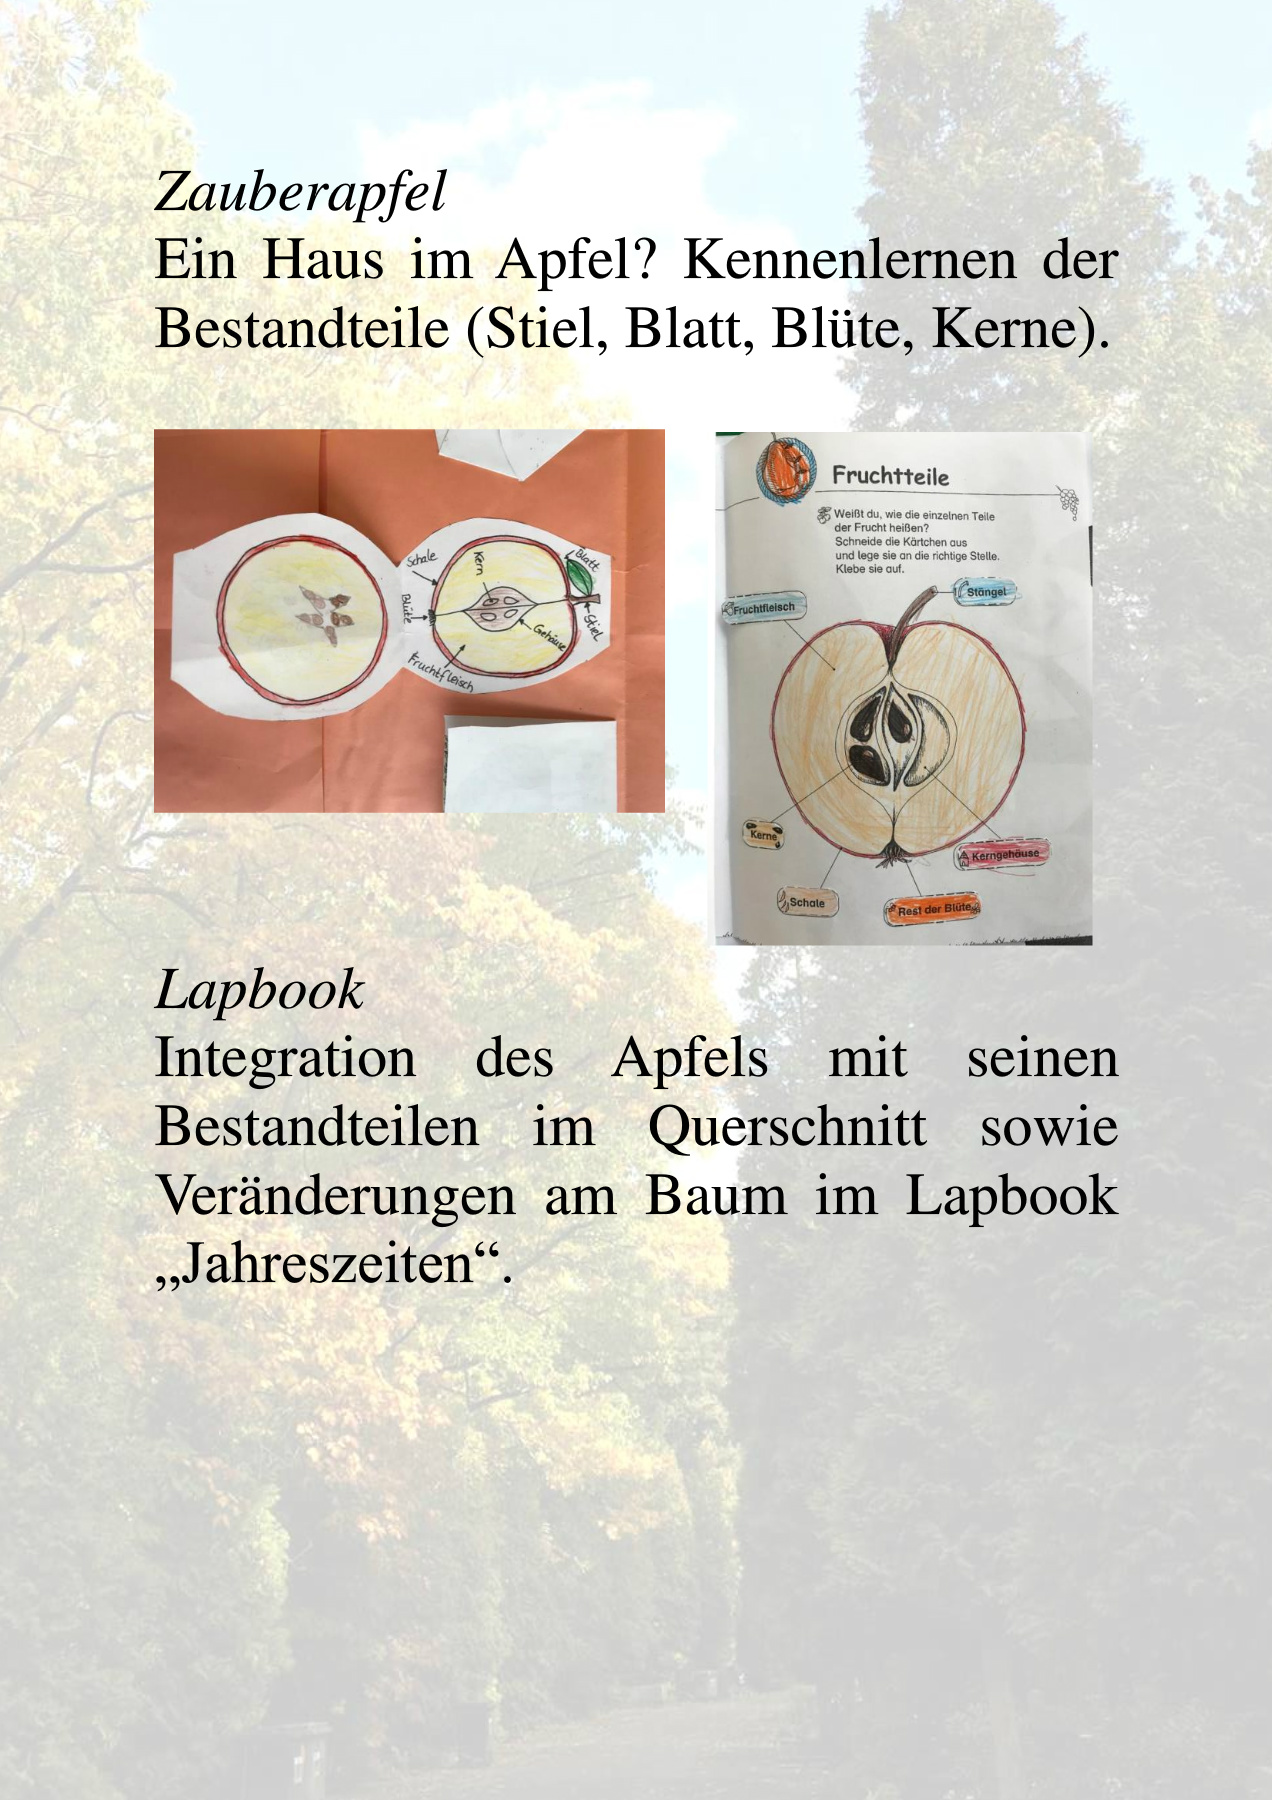 Zauberapfel
Ein Haus im Apfel? Kennenlernen der
Bestandteile (Stiel, Blatt, Blüte, Kerne).
Schale
Kern
Blatt
Blüte
Stiel
Gehäuse
Fruchtfleisch
Fruchtteile
Weißt du, wie die einzelnen Teile
der Frucht heißen?
Schneide die Kärtchen aus
und lege sie an die richtige Stelle.
Klebe sie auf.
Fruchtfleisch
Stängel
Kerne
Kerngehäuse
Schale
Rest der Blüte
Lapbook
Integration des Apfels mit seinen
Bestandteilen im Querschnitt sowie
Veränderungen am Baum im Lapbook
„Jahreszeiten“.